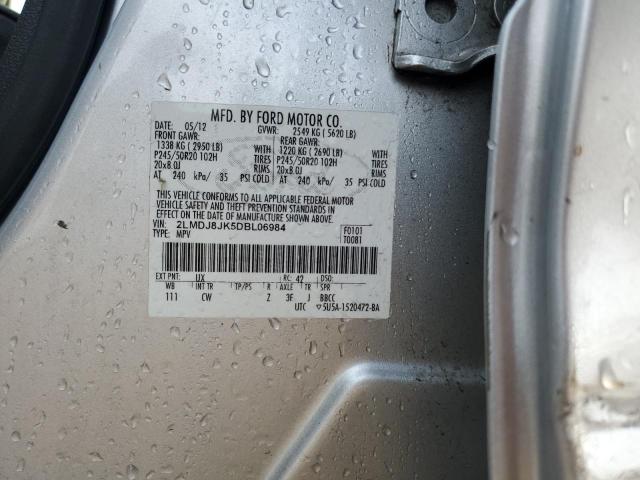 MFD. BY FORD MOTOR CO.
DATE: 05/12 GVWR: 2549 KG ( 5620 LB)
FRONT GAWR: REAR GAWR:
1338 KG ( 2950 LB) WITH 1220 KG ( 2690 LB) WITH
P245/50R20 102H TIRES P245/50R20 102H TIRES
20x8.0J RIMS 20x8.0J RIMS
AT 240 kPa/ 35 PSI COLD AT 240 kPa/ 35 PSI COLD
THIS VEHICLE CONFORMS TO ALL APPLICABLE FEDERAL MOTOR
VEHICLE SAFETY AND THEFT PREVENTION STANDARDS IN
EFFECT ON THE DATE OF MANUFACTURE SHOWN ABOVE.
VIN: 2LMDJ8JK5DBL06984 F0101
TYPE: MPV T0081
EXT PNT: UX RC: 42 DSO:
WB INT TR TP/PS R AXLE TR SPR
111 CW Z 3F J BBCC
UTC ▽5U5A-1520472-BA